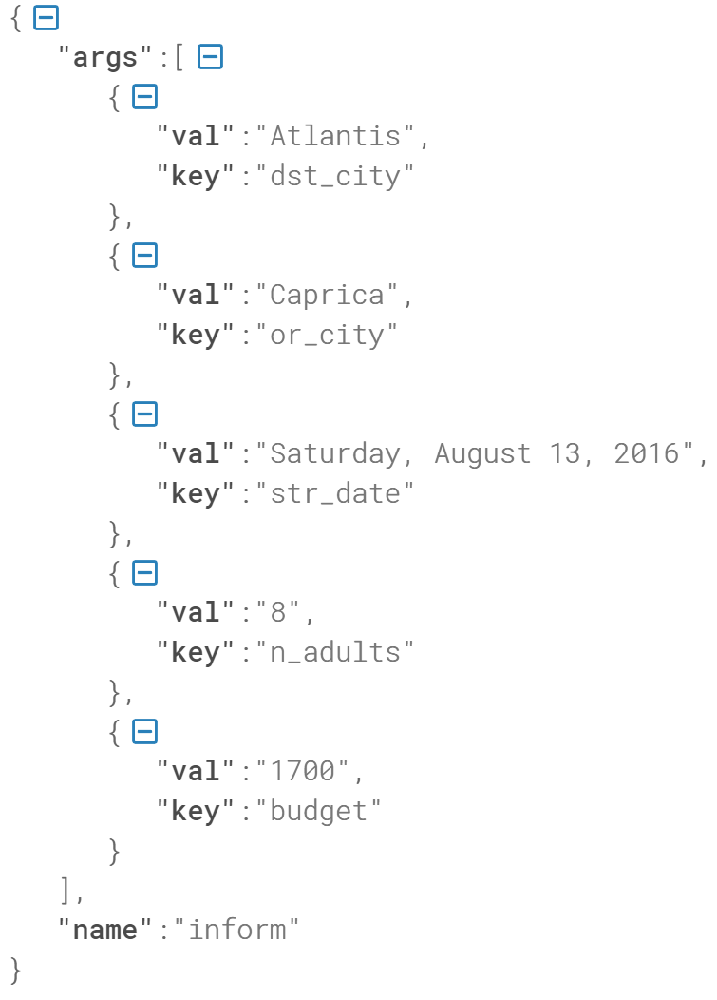 {
"args":[
{
"val":"Atlantis",
"key":"dst_city"
},
{
"val":"Caprica",
"key":"or_city"
},
{
"val":"Saturday, August 13, 2016",
"key":"str_date"
},
{
"val":"8",
"key":"n_adults"
},
{
"val":"1700",
"key":"budget"
}
],
"name":"inform"
}